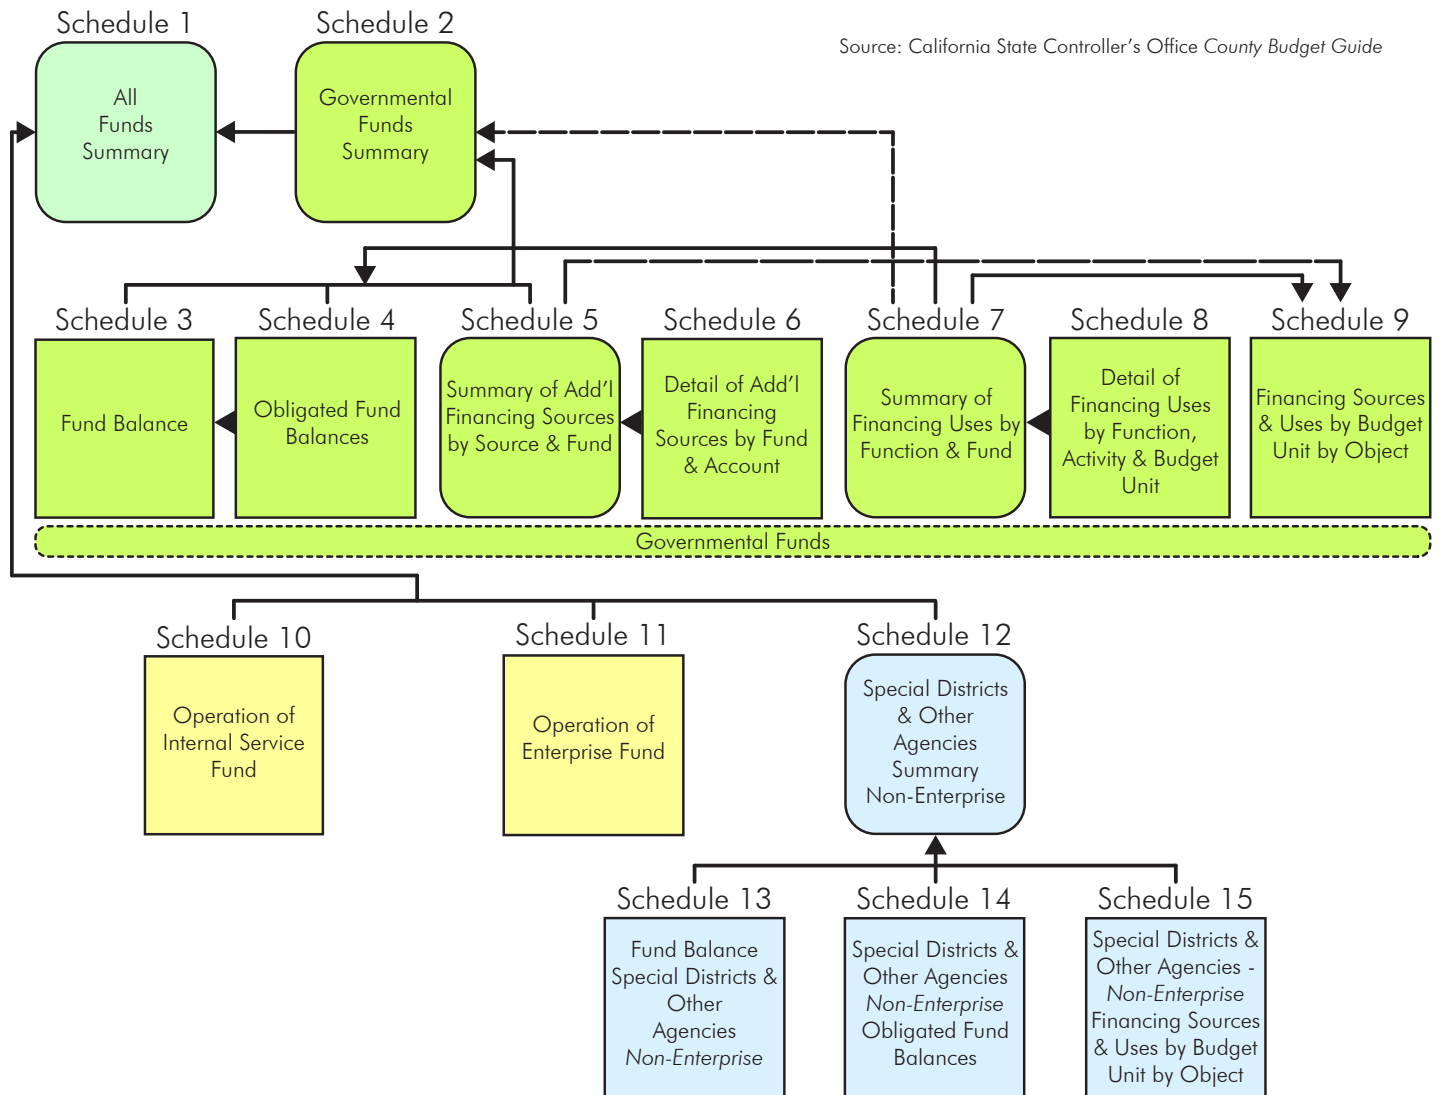 Schedule 1
All
Funds
Summary
Schedule 2
Governmental
Funds
Summary
Source: California State Controller’s Office County Budget Guide
Schedule 3
Fund Balance
Schedule 4
Obligated Fund
Balances
Schedule 5
Summary of Add’l
Financing Sources
by Source & Fund
Schedule 6
Detail of Add’l
Financing
Sources by Fund
& Account
Schedule 7
Summary of
Financing Uses by
Function & Fund
Schedule 8
Detail of
Financing Uses
by Function,
Activity & Budget
Unit
Schedule 9
Financing Sources
& Uses by Budget
Unit by Object
Governmental Funds
Schedule 10
Operation of
Internal Service
Fund
Schedule 11
Operation of
Enterprise Fund
Schedule 12
Special Districts
& Other
Agencies
Summary
Non-Enterprise
Schedule 13
Fund Balance
Special Districts &
Other
Agencies
Non-Enterprise
Schedule 14
Special Districts &
Other Agencies
Non-Enterprise
Obligated Fund
Balances
Schedule 15
Special Districts &
Other Agencies -
Non-Enterprise
Financing Sources
& Uses by Budget
Unit by Object